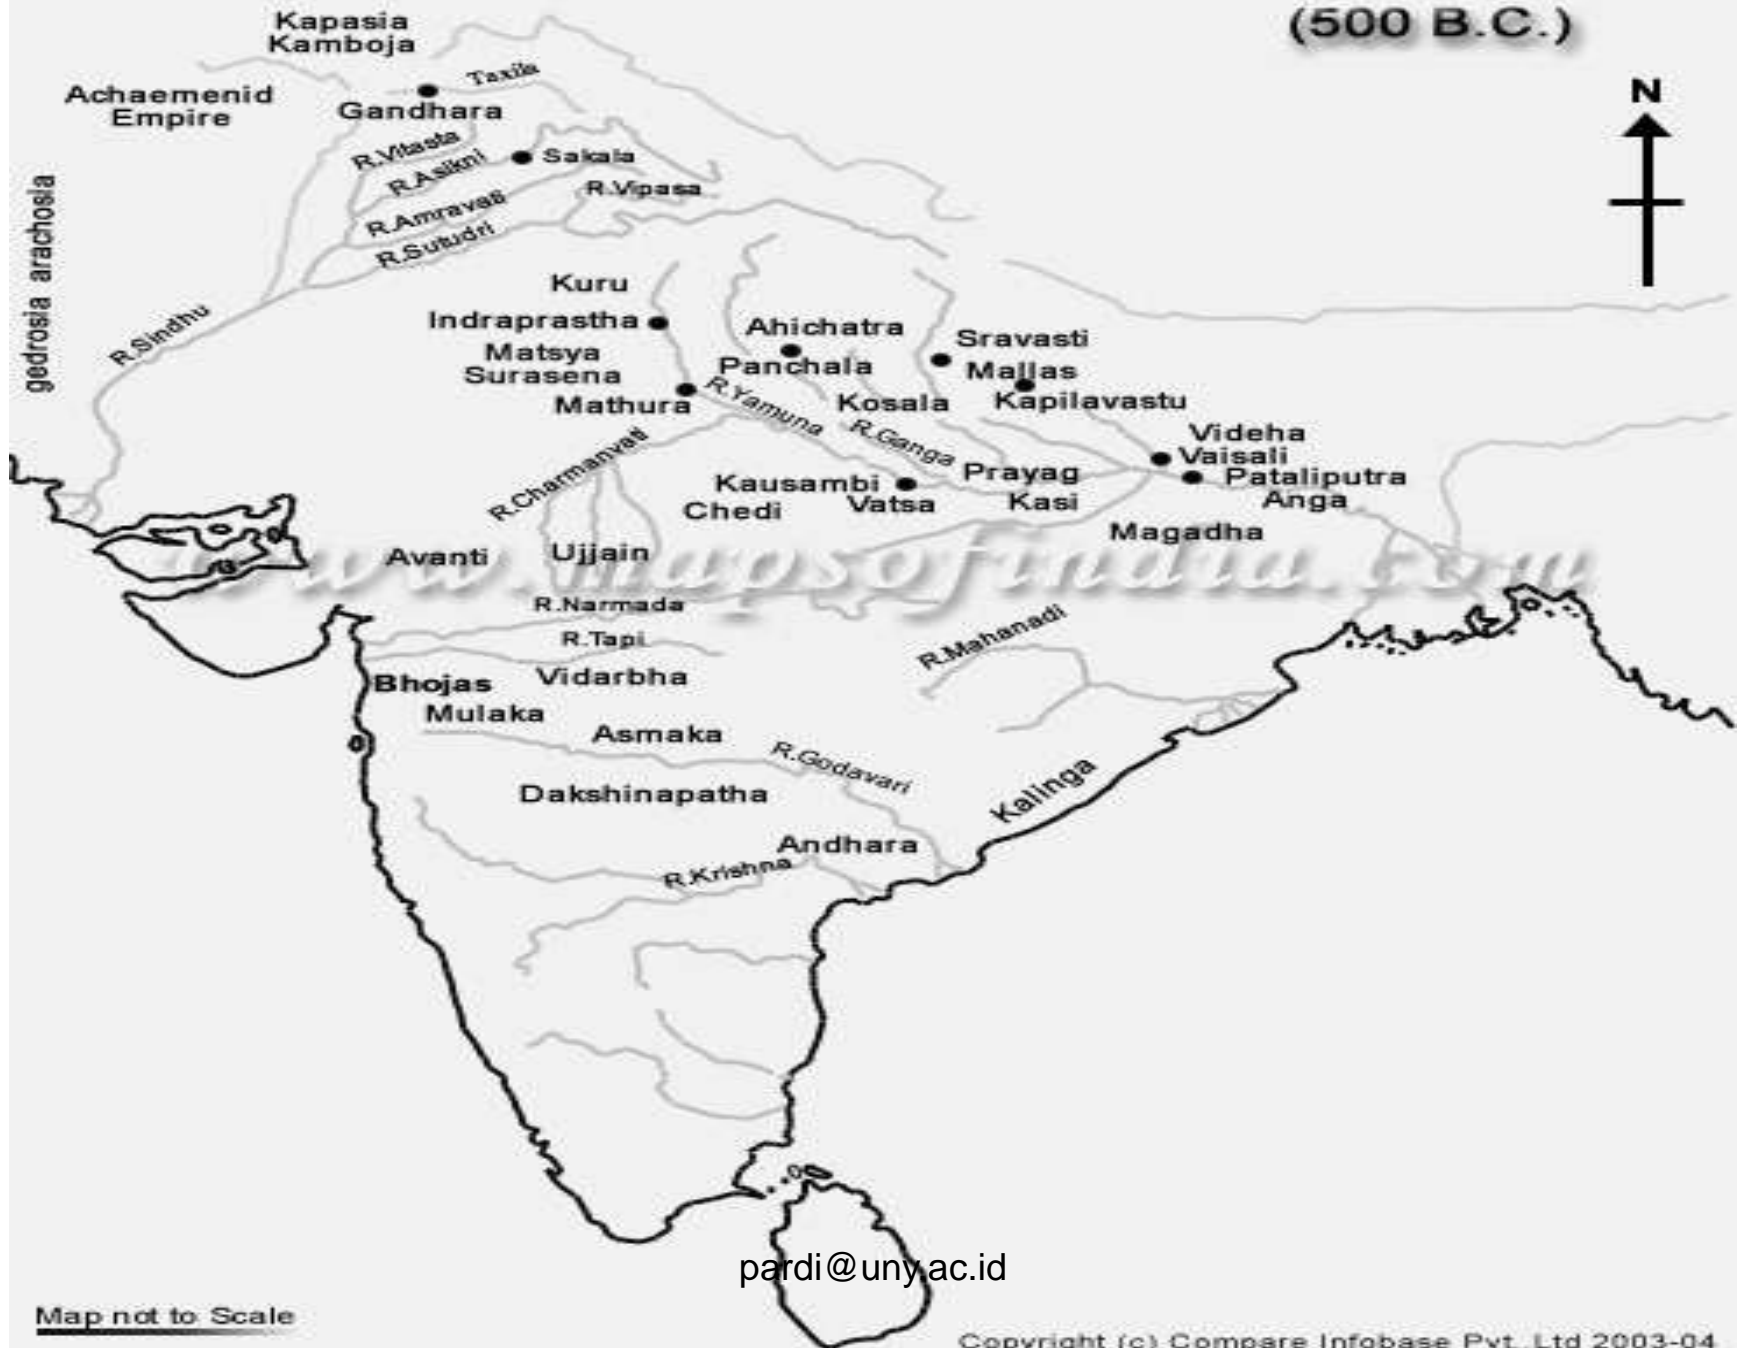 (500 B.C.)
Kapasia
Kamboja
N
Achaemenid
Empire
Taxila
Gandhara
R.Vitasta
R.Asikni
Sakala
R.Vipasa
R.Amravati
R.Sutudri
gedrosia arachosia
R.Sindhu
Kuru
Indraprastha
Matsya
Surasena
Mathura
Ahichatra
Panchala
Sravasti
Mallas
Kapilavastu
Kosala
R.Yamuna
R.Ganga
R.Charmanvati
Videha
Vaisali
Pataliputra
Anga
Prayag
Kasi
Kausambi
Vatsa
Chedi
Magadha
Avanti
Ujjain
www.mapsofindia.com
R.Narmada
R.Tapi
R.Mahanadi
Bhojas
Vidarbha
Mulaka
Asmaka
R.Godavari
Dakshinapatha
Kalinga
Andhara
R.Krishna
pardi@uny.ac.id
Map not to Scale
Copyright (c) Compare Infobase Pvt. Ltd 2003-04